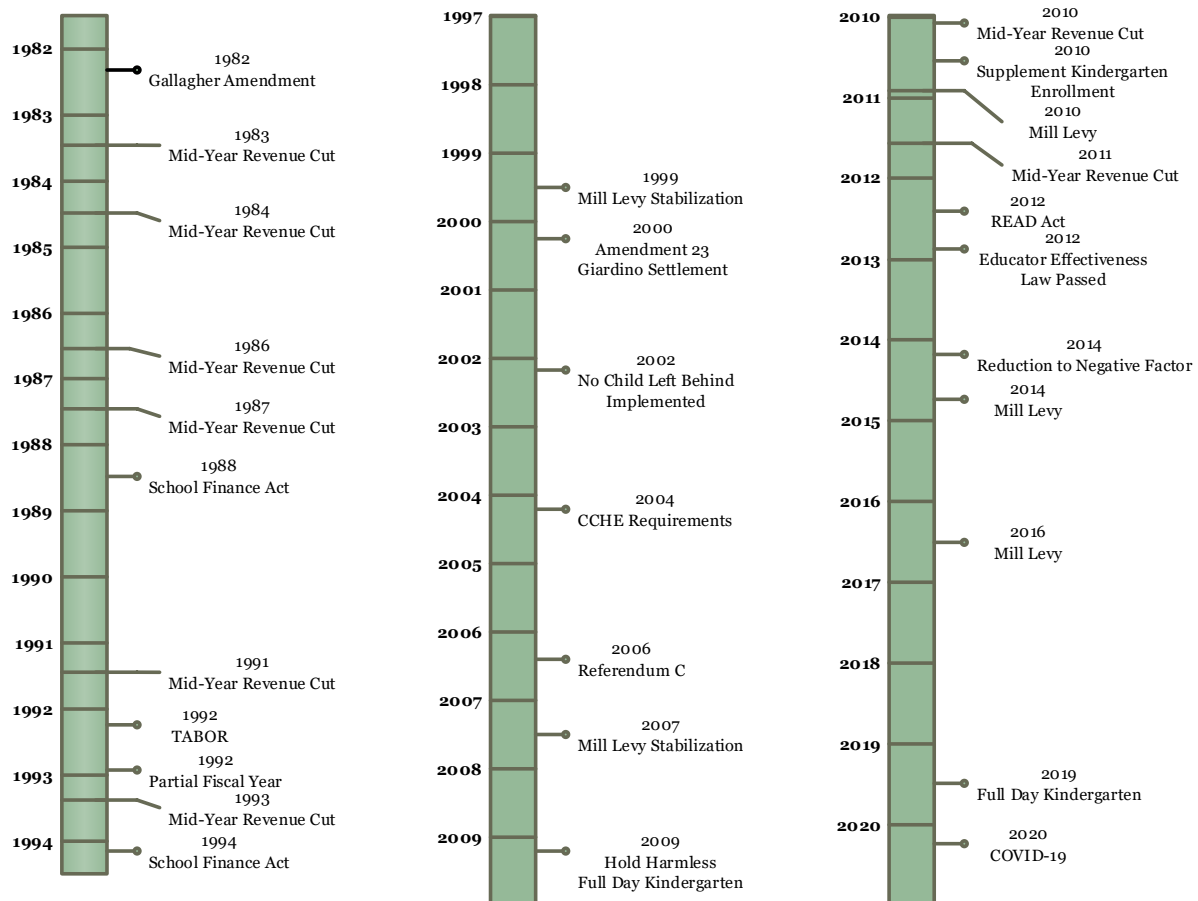 1982
1982
Gallagher Amendment
1983
1983
Mid-Year Revenue Cut
1984
1984
Mid-Year Revenue Cut
1985
1986
1986
Mid-Year Revenue Cut
1987
1987
Mid-Year Revenue Cut
1988
1988
School Finance Act
1989
1990
1991
1991
Mid-Year Revenue Cut
1992
1992
TABOR
1992
1993
Partial Fiscal Year
1993
Mid-Year Revenue Cut
1994
1994
School Finance Act
1997
1998
1999
1999
Mill Levy Stabilization
2000
2000
Amendment 23
Giardino Settlement
2001
2002
2002
No Child Left Behind
Implemented
2003
2004
2004
CCHE Requirements
2005
2006
2006
Referendum C
2007
2007
Mill Levy Stabilization
2008
2009
2009
Hold Harmless
Full Day Kindergarten
2010
2010
Mid-Year Revenue Cut
2010
Supplement Kindergarten
Enrollment
2011
2010
Mill Levy
2011
Mid-Year Revenue Cut
2012
2012
READ Act
2012
Educator Effectiveness
Law Passed
2013
2014
2014
Reduction to Negative Factor
2014
Mill Levy
2015
2016
2016
Mill Levy
2017
2018
2019
2019
Full Day Kindergarten
2020
2020
COVID-19